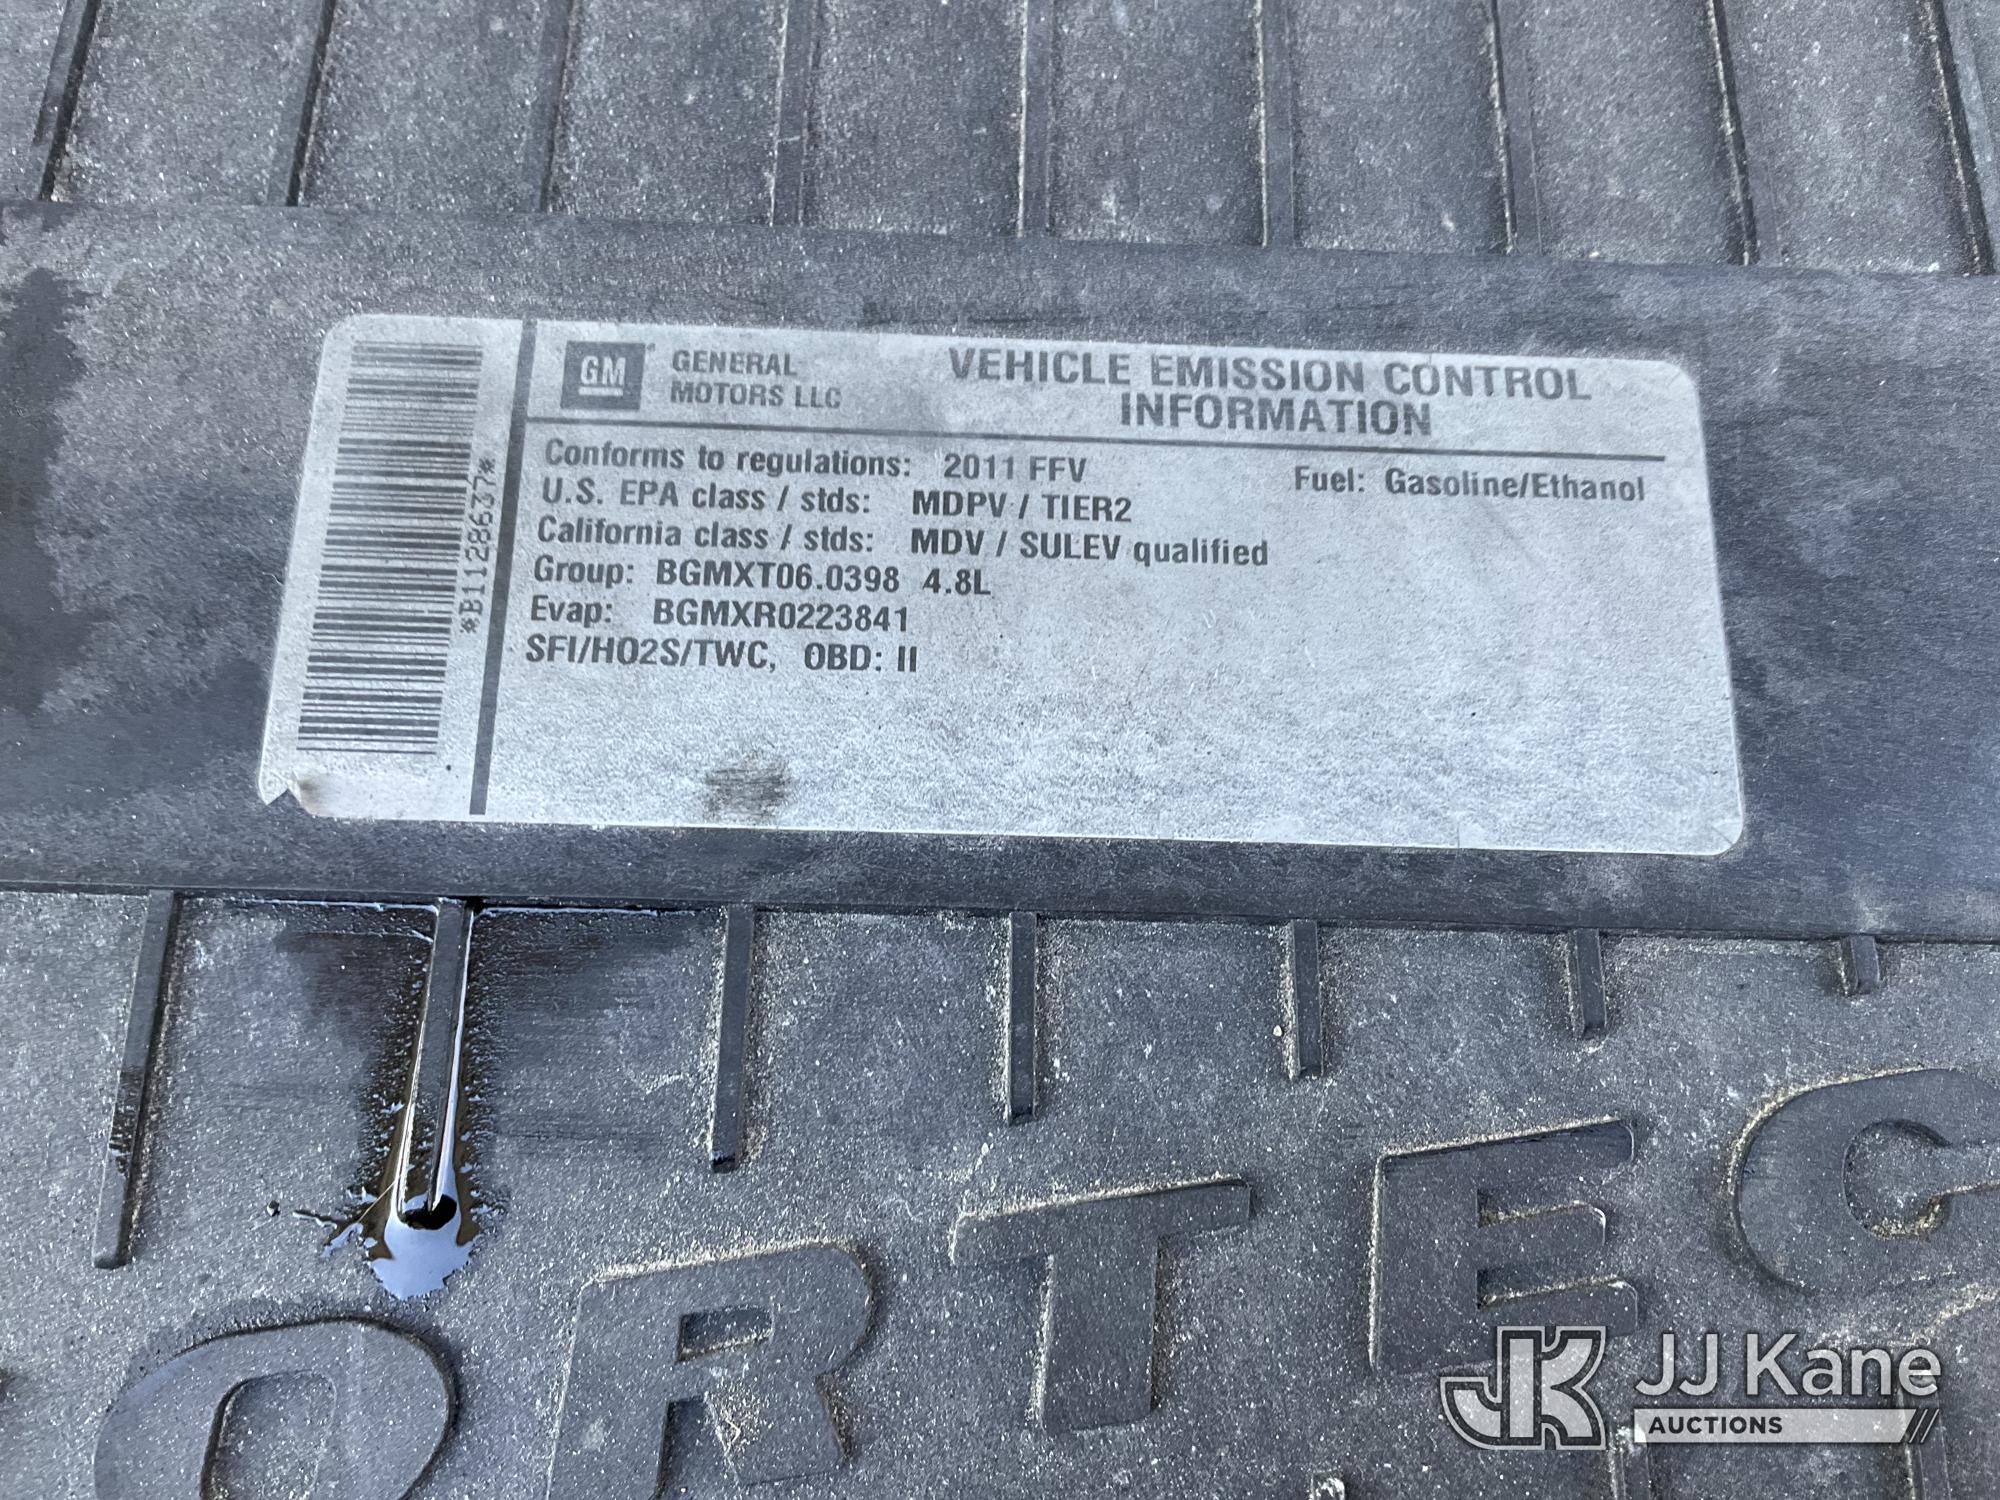 GM GENERAL MOTORS LLC
VEHICLE EMISSION CONTROL
INFORMATION
Conforms to regulations: 2011 FFV
Fuel: Gasoline/Ethanol
U.S. EPA class / stds: MDPV / TIER2
California class / stds: MDV / SULEV qualified
Group: BGMXT06.0398 4.8L
Evap: BGMXR0223841
SFI/HO2S/TWC, OBD: II
*B1128637*
ORTEC
JK JJ Kane
AUCTIONS